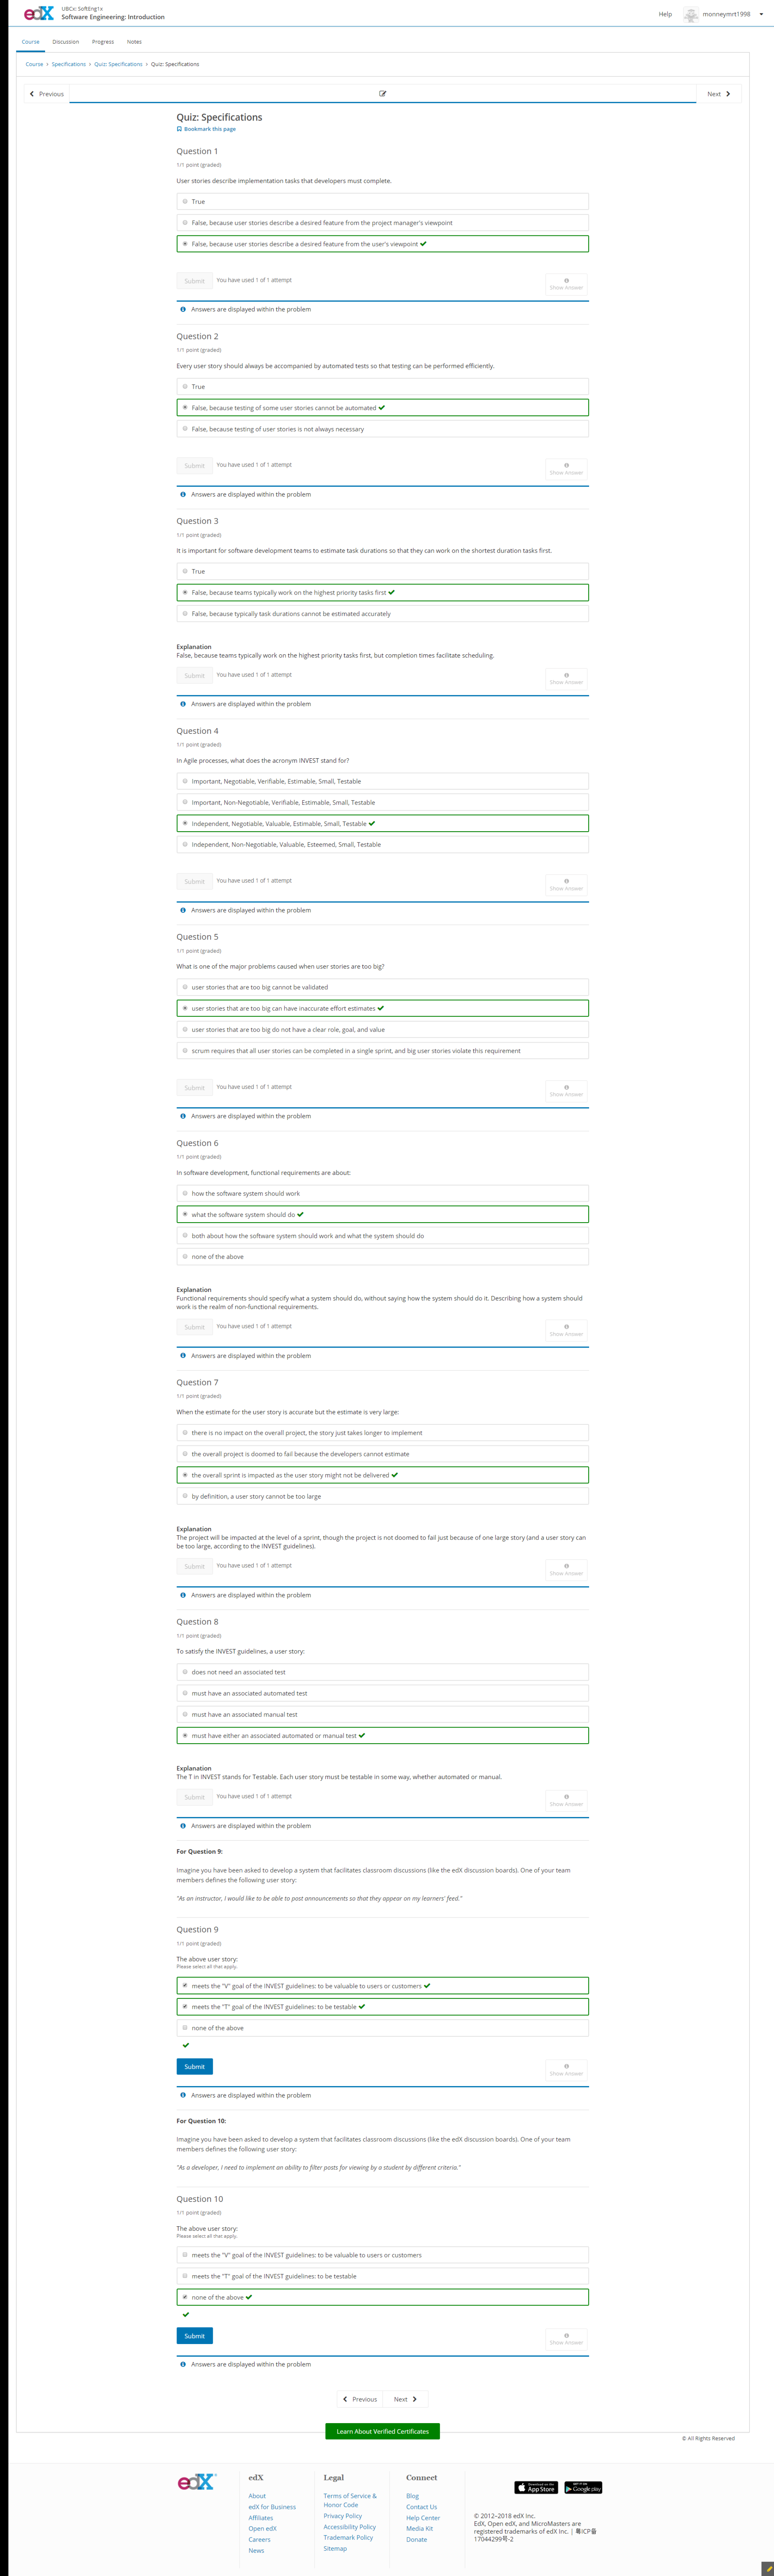 edX
UBCx: SoftEng1x
Software Engineering: Introduction
Help
monneymrt1998
Course
Discussion
Progress
Notes
Course > Specifications > Quiz: Specifications > Quiz: Specifications
Previous
Next
Quiz: Specifications
Bookmark this page
Question 1
1/1 point (graded)
User stories describe implementation tasks that developers must complete.
True
False, because user stories describe a desired feature from the project manager's viewpoint
False, because user stories describe a desired feature from the user's viewpoint
Submit
You have used 1 of 1 attempt
Show Answer
Answers are displayed within the problem
Question 2
1/1 point (graded)
Every user story should always be accompanied by automated tests so that testing can be performed efficiently.
True
False, because testing of some user stories cannot be automated
False, because testing of user stories is not always necessary
Submit
You have used 1 of 1 attempt
Show Answer
Answers are displayed within the problem
Question 3
1/1 point (graded)
It is important for software development teams to estimate task durations so that they can work on the shortest duration tasks first.
True
False, because teams typically work on the highest priority tasks first
False, because typically task durations cannot be estimated accurately
Explanation
False, because teams typically work on the highest priority tasks first, but completion times facilitate scheduling.
Submit
You have used 1 of 1 attempt
Show Answer
Answers are displayed within the problem
Question 4
1/1 point (graded)
In Agile processes, what does the acronym INVEST stand for?
Important, Negotiable, Verifiable, Estimable, Small, Testable
Important, Non-Negotiable, Verifiable, Estimable, Small, Testable
Independent, Negotiable, Valuable, Estimable, Small, Testable
Independent, Non-Negotiable, Valuable, Esteemed, Small, Testable
Submit
You have used 1 of 1 attempt
Show Answer
Answers are displayed within the problem
Question 5
1/1 point (graded)
What is one of the major problems caused when user stories are too big?
user stories that are too big cannot be validated
user stories that are too big can have inaccurate effort estimates
user stories that are too big do not have a clear role, goal, and value
scrum requires that all user stories can be completed in a single sprint, and big user stories violate this requirement
Submit
You have used 1 of 1 attempt
Show Answer
Answers are displayed within the problem
Question 6
1/1 point (graded)
In software development, functional requirements are about:
how the software system should work
what the software system should do
both about how the software system should work and what the system should do
none of the above
Explanation
Functional requirements should specify what a system should do, without saying how the system should do it. Describing how a system should
work is the realm of non-functional requirements.
Submit
You have used 1 of 1 attempt
Show Answer
Answers are displayed within the problem
Question 7
1/1 point (graded)
When the estimate for the user story is accurate but the estimate is very large:
there is no impact on the overall project, the story just takes longer to implement
the overall project is doomed to fail because the developers cannot estimate
the overall sprint is impacted as the user story might not be delivered
by definition, a user story cannot be too large
Explanation
The project will be impacted at the level of a sprint, though the project is not doomed to fail just because of one large story (and a user story can
be too large, according to the INVEST guidelines).
Submit
You have used 1 of 1 attempt
Show Answer
Answers are displayed within the problem
Question 8
1/1 point (graded)
To satisfy the INVEST guidelines, a user story:
does not need an associated test
must have an associated automated test
must have an associated manual test
must have either an associated automated or manual test
Explanation
The T in INVEST stands for Testable. Each user story must be testable in some way, whether automated or manual.
Submit
You have used 1 of 1 attempt
Show Answer
Answers are displayed within the problem
For Question 9:
Imagine you have been asked to develop a system that facilitates classroom discussions (like the edX discussion boards). One of your team
members defines the following user story:
"As an instructor, I would like to be able to post announcements so that they appear on my learners' feed."
Question 9
1/1 point (graded)
The above user story:
Please select all that apply.
meets the "V" goal of the INVEST guidelines: to be valuable to users or customers
meets the "T" goal of the INVEST guidelines: to be testable
none of the above
Submit
Show Answer
Answers are displayed within the problem
For Question 10:
Imagine you have been asked to develop a system that facilitates classroom discussions (like the edX discussion boards). One of your team
members defines the following user story:
"As a developer, I need to implement an ability to filter posts for viewing by a student by different criteria."
Question 10
1/1 point (graded)
The above user story:
Please select all that apply.
meets the "V" goal of the INVEST guidelines: to be valuable to users or customers
meets the "T" goal of the INVEST guidelines: to be testable
none of the above
Submit
Show Answer
Answers are displayed within the problem
Previous
Next
Learn About Verified Certificates
© All Rights Reserved
edX
edX
About
edX for Business
Affiliates
Open edX
Careers
News
Legal
Terms of Service &
Honor Code
Privacy Policy
Accessibility Policy
Trademark Policy
Sitemap
Connect
Blog
Contact Us
Help Center
Media Kit
Donate
Download on the
App Store
Google play
© 2012–2018 edX Inc.
EdX, Open edX, and MicroMasters are
registered trademarks of edX Inc. | 粤ICP备
17044299号-2